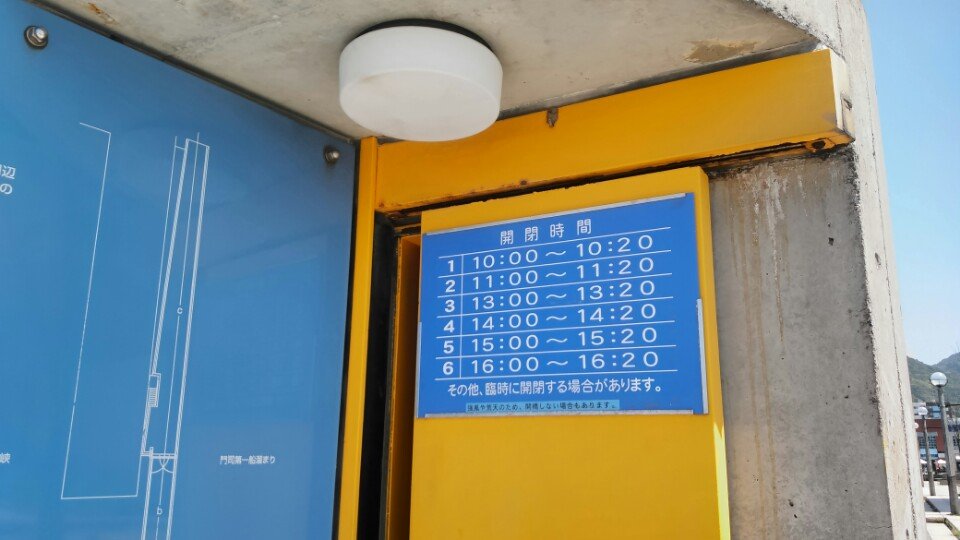 辺
の
c
峡
門司第一船溜まり
b
開閉時間
1 10:00～10:20
2 11:00～11:20
3 13:00～13:20
4 14:00～14:20
5 15:00～15:20
6 16:00～16:20
その他、臨時に開閉する場合があります。
強風や荒天のため、開橋しない場合もあります。